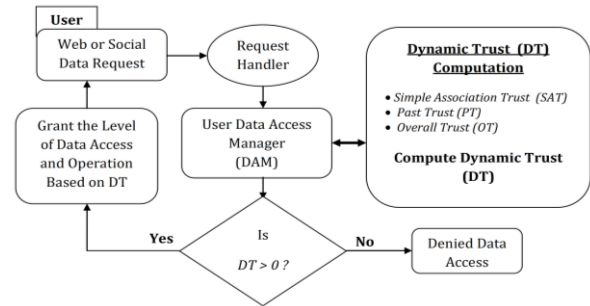 User
Web or Social
Data Request
Request
Handler
Dynamic Trust (DT)
Computation
• Simple Association Trust (SAT)
• Past Trust (PT)
• Overall Trust (OT)
Compute Dynamic Trust
(DT)
Grant the Level
of Data Access
and Operation
Based on DT
User Data Access
Manager
(DAM)
Yes
Is
DT > 0 ?
No
Denied Data
Access